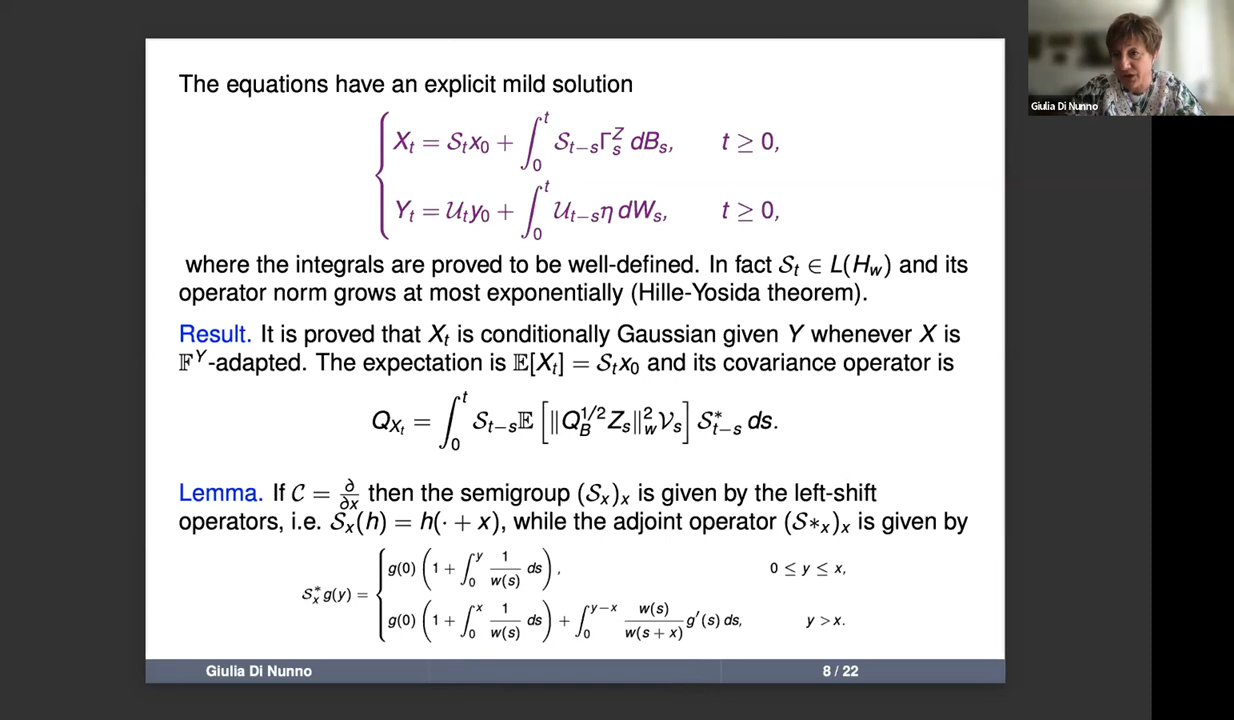 The equations have an explicit mild solution
X_t = 𝒮_t x_0 + ∫_0^t 𝒮_{t−s} Γ_s^Z dB_s, t ≥ 0,
Y_t = 𝒰_t y_0 + ∫_0^t 𝒰_{t−s} η dW_s, t ≥ 0,
where the integrals are proved to be well-defined. In fact 𝒮_t ∈ L(H_w) and its
operator norm grows at most exponentially (Hille-Yosida theorem).
Result. It is proved that X_t is conditionally Gaussian given Y whenever X is
𝔽^Y-adapted. The expectation is 𝔼[X_t] = 𝒮_t x_0 and its covariance operator is
Q_{X_t} = ∫_0^t 𝒮_{t−s} 𝔼[‖Q_B^{1/2} Z_s‖_w^2 𝒱_s] 𝒮^*_{t−s} ds.
Lemma. If 𝒞 = ∂/∂x then the semigroup (𝒮_x)_x is given by the left-shift
operators, i.e. 𝒮_x(h) = h(· + x), while the adjoint operator (𝒮∗_x)_x is given by
𝒮_x^* g(y) = { g(0) (1 + ∫_0^y 1/w(s) ds), 0 ≤ y ≤ x,
g(0) (1 + ∫_0^x 1/w(s) ds) + ∫_0^{y−x} w(s)/w(s + x) g′(s) ds, y > x.
Giulia Di Nunno 8 / 22
Giulia Di Nunno